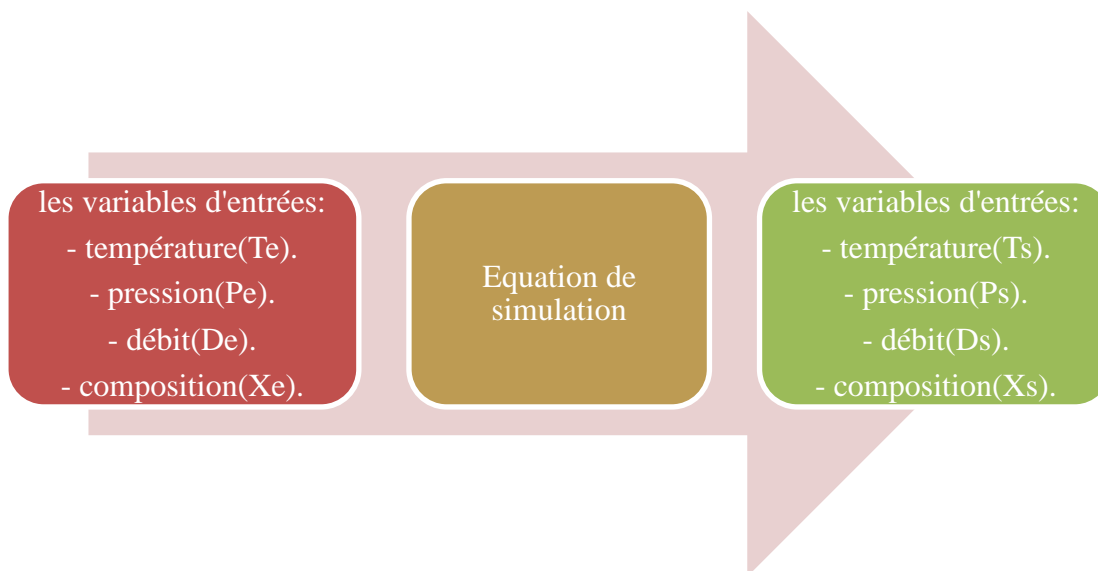 les variables d'entrées:
- température(Te).
- pression(Pe).
- débit(De).
- composition(Xe).
Equation de
simulation
les variables d'entrées:
- température(Ts).
- pression(Ps).
- débit(Ds).
- composition(Xs).